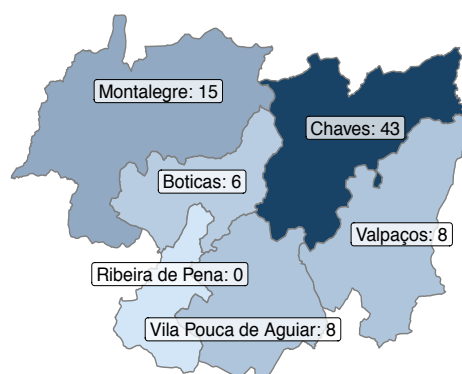 Montalegre: 15
Chaves: 43
Boticas: 6
Valpaços: 8
Ribeira de Pena: 0
Vila Pouca de Aguiar: 8